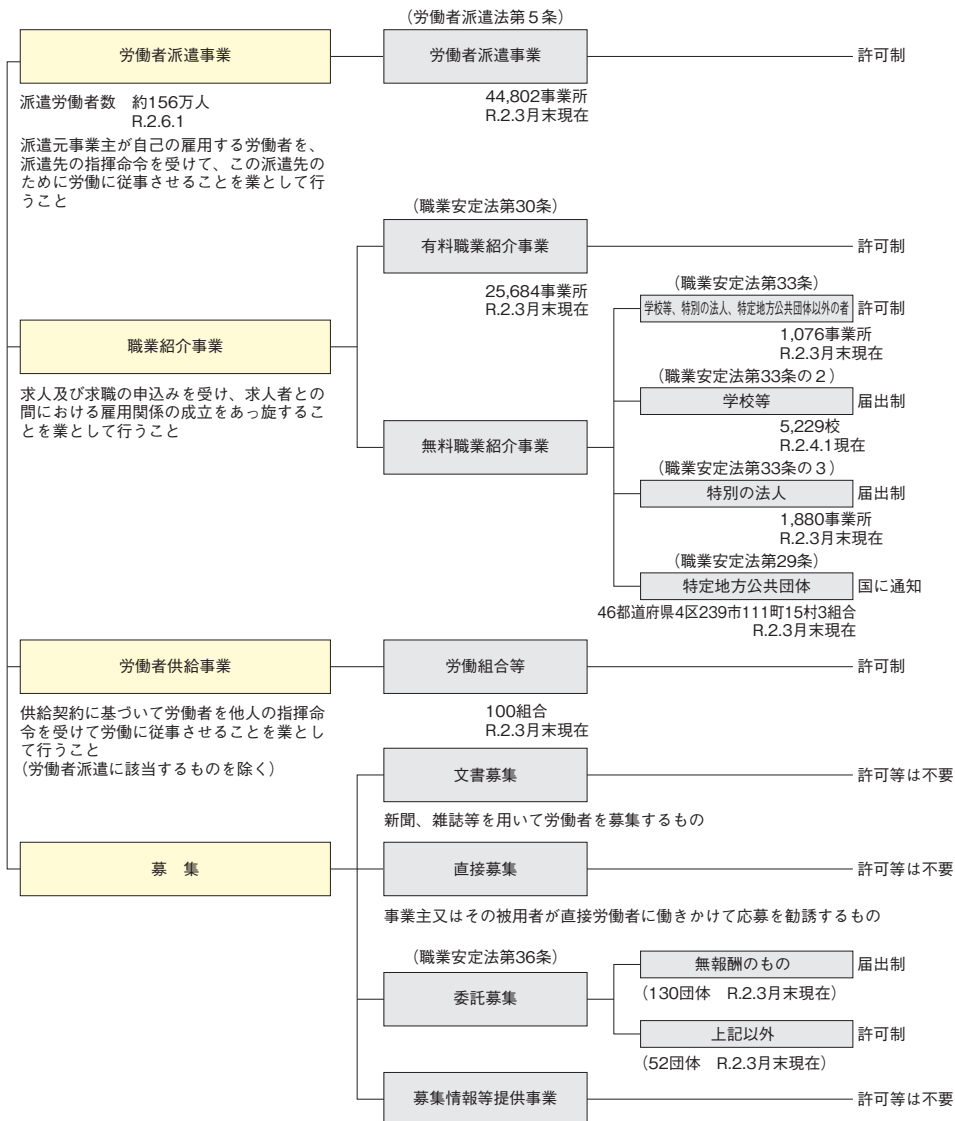 （労働者派遣法第５条）
労働者派遣事業
労働者派遣事業
許可制
派遣労働者数　約156万人
R.2.6.1
44,802事業所
R.2.3月末現在
派遣元事業主が自己の雇用する労働者を、
派遣先の指揮命令を受けて、この派遣先の
ために労働に従事させることを業として行
うこと
（職業安定法第30条）
有料職業紹介事業
許可制
25,684事業所
R.2.3月末現在
（職業安定法第33条）
学校等、特別の法人、特定地方公共団体以外の者
許可制
1,076事業所
R.2.3月末現在
職業紹介事業
求人及び求職の申込みを受け、求人者との
間における雇用関係の成立をあっ旋するこ
とを業として行うこと
無料職業紹介事業
（職業安定法第33条の２）
学校等
届出制
5,229校
R.2.4.1現在
（職業安定法第33条の３）
特別の法人
届出制
1,880事業所
R.2.3月末現在
（職業安定法第29条）
特定地方公共団体
国に通知
46都道府県4区239市111町15村3組合
R.2.3月末現在
労働者供給事業
労働組合等
許可制
供給契約に基づいて労働者を他人の指揮命
令を受けて労働に従事させることを業とし
て行うこと
（労働者派遣に該当するものを除く）
100組合
R.2.3月末現在
文書募集
許可等は不要
新聞、雑誌等を用いて労働者を募集するもの
募　集
直接募集
許可等は不要
事業主又はその被用者が直接労働者に働きかけて応募を勧誘するもの
（職業安定法第36条）
委託募集
無報酬のもの
届出制
（130団体　R.2.3月末現在）
上記以外
許可制
（52団体　R.2.3月末現在）
募集情報等提供事業
許可等は不要